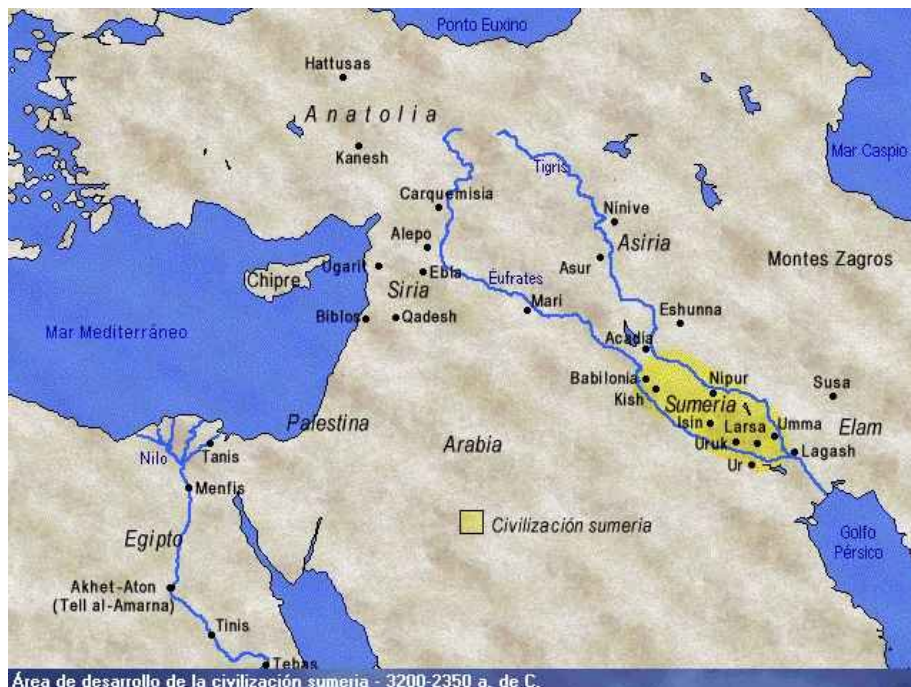 Ponto Euxino
Hattusas
Anatolia
Kanesh
Mar Caspio
Tigris
Carquemisia
Ninive
Alepo
Asiria
Montes Zagros
Ugarit
Ebla
Asur
Chipre
Siria
Éufrates
Mari
Eshunna
Mar Mediterráneo
Biblos
Qadesh
Acadia
Babilonia
Nipur
Susa
Kish
Sumeria
Palestina
Isin
Larsa
Umma
Elam
Arabia
Uruk
Lagash
Nilo
Tanis
Ur
Menfis
Civilización sumeria
Golfo
Pérsico
Egipto
Akhet-Aton
(Tell al-Amarna)
Tinis
Tebas
Área de desarrollo de la civilización sumeria - 3200-2350 a. de C.